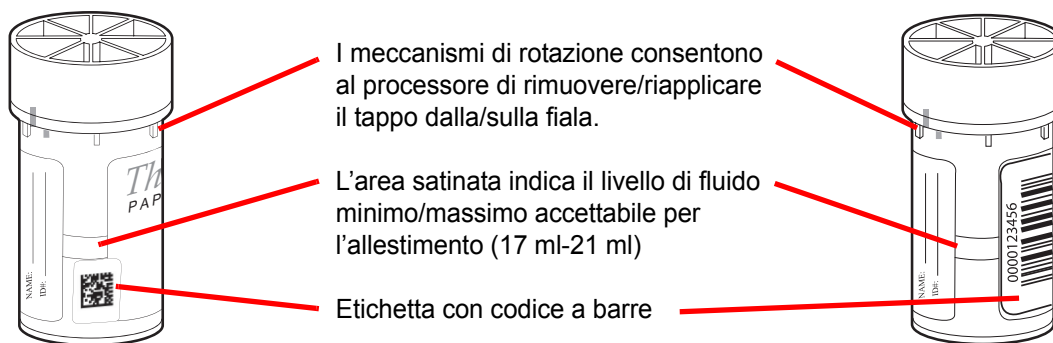 I meccanismi di rotazione consentono
al processore di rimuovere/riapplicare
il tappo dalla/sulla fiala.
Th
PAP
L'area satinata indica il livello di fluido
minimo/massimo accettabile per
l'allestimento (17 ml-21 ml)
NAME:
ID#:
Etichetta con codice a barre
NAME:
ID#:
0000123456